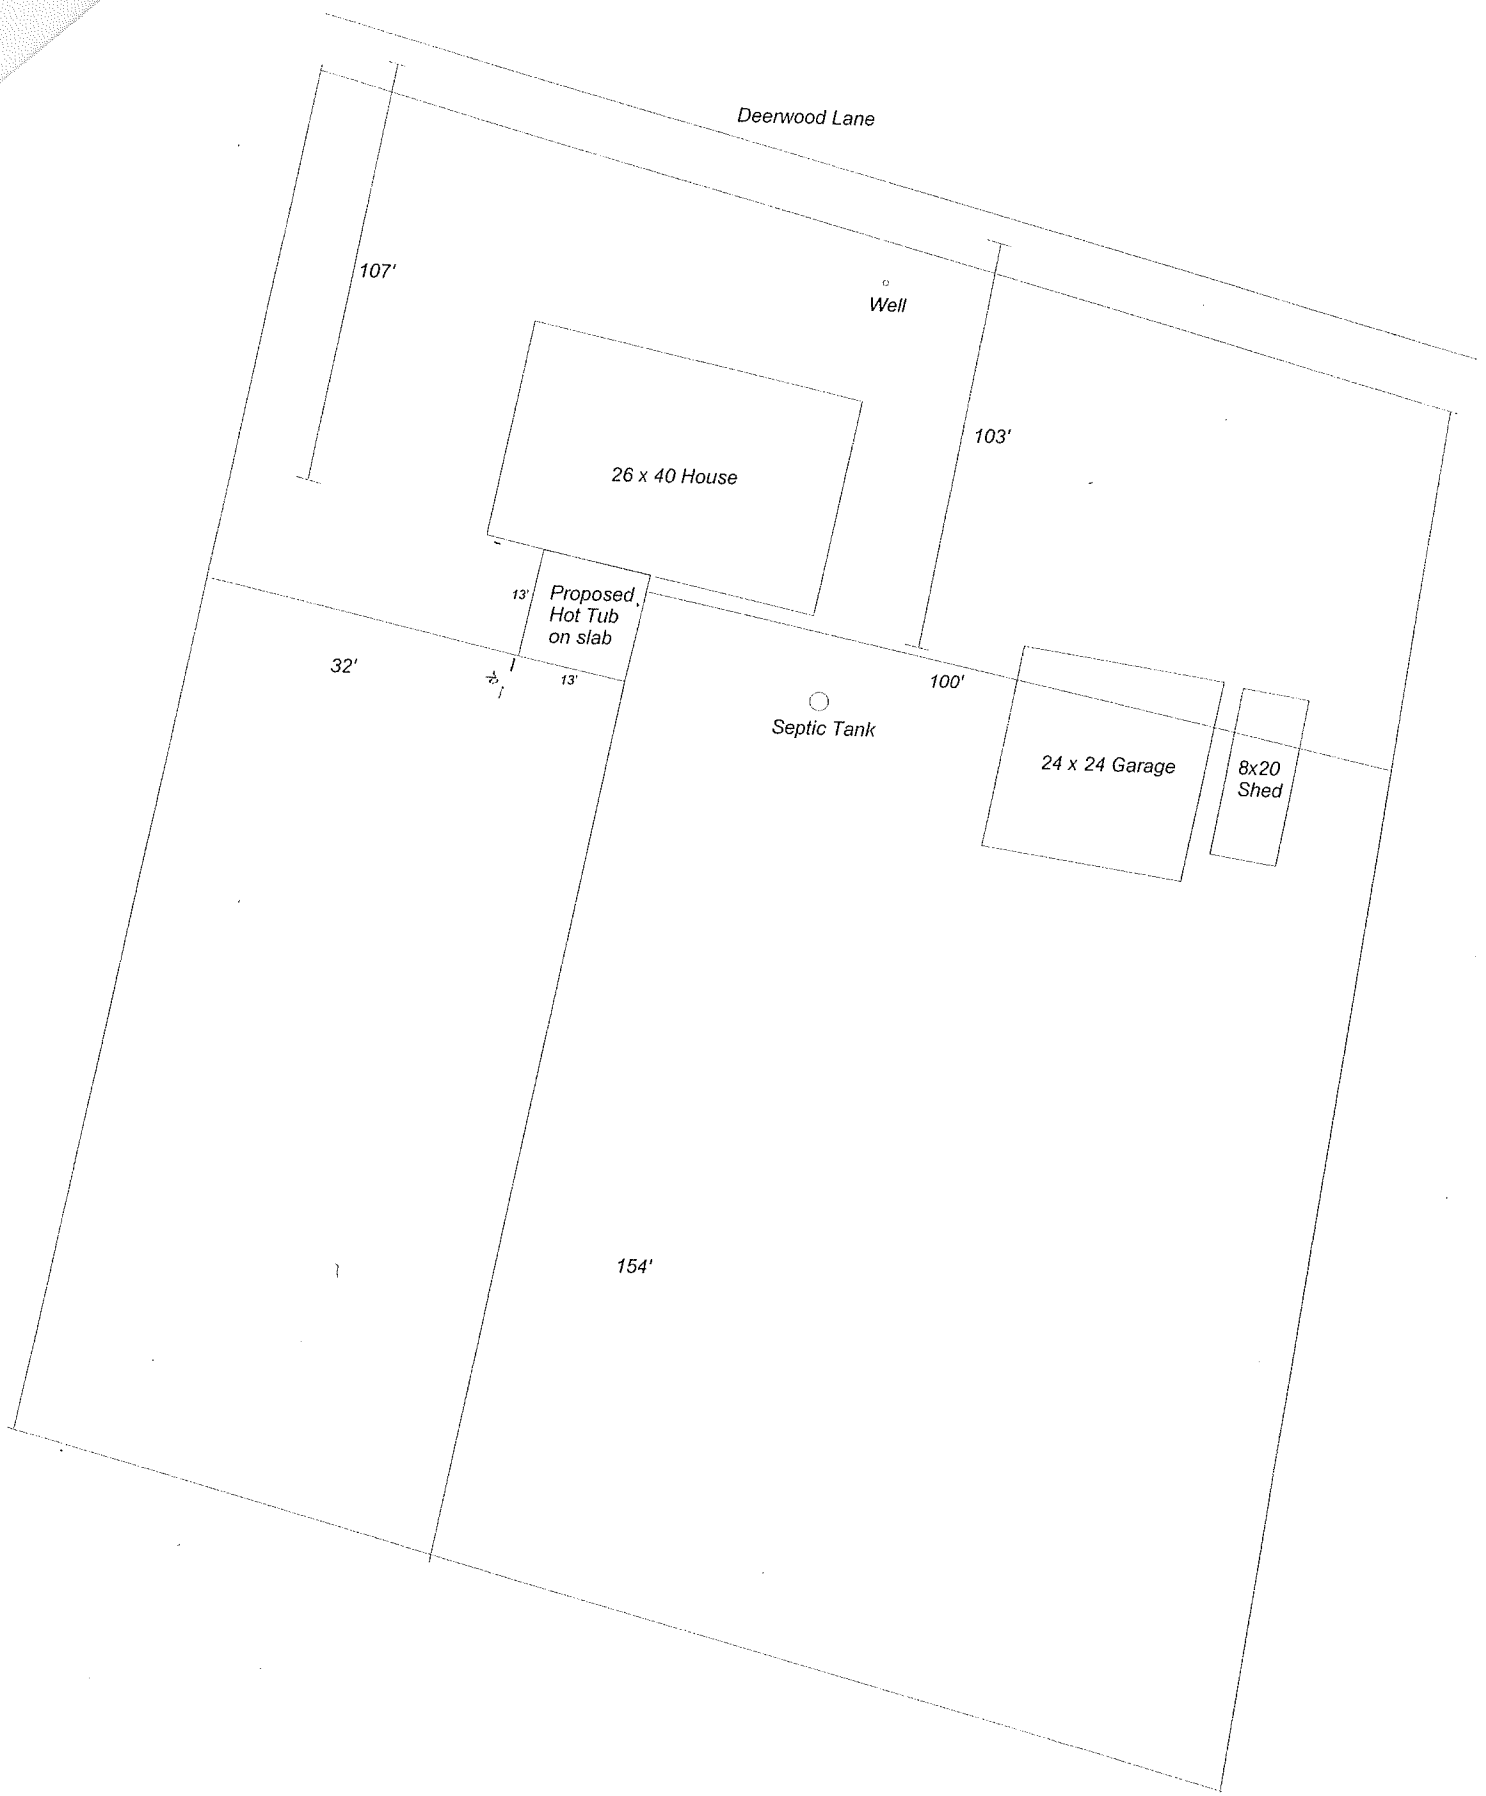 Deerwood Lane
107'
Well
103'
26 x 40 House
13'
Proposed
Hot Tub
on slab
32'
13'
100'
Septic Tank
24 x 24 Garage
8x20
Shed
154'